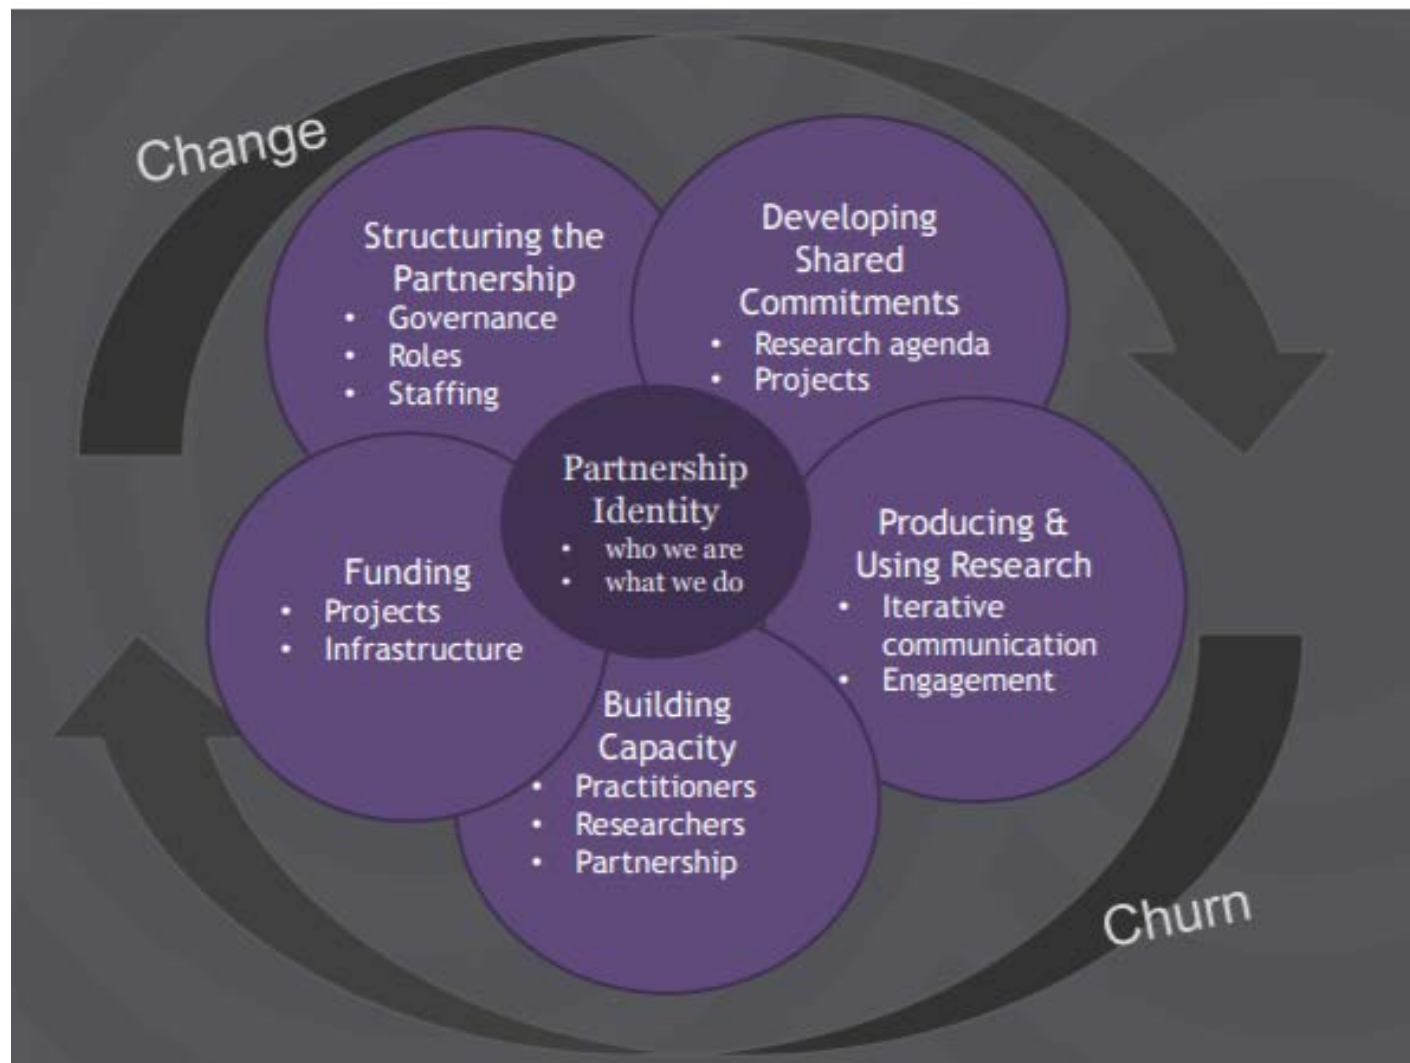 Change
Structuring the
Partnership
• Governance
• Roles
• Staffing
Developing
Shared
Commitments
• Research agenda
• Projects
Partnership
Identity
• who we are
• what we do
Producing &
Using Research
• Iterative
communication
• Engagement
Funding
• Projects
• Infrastructure
Building
Capacity
• Practitioners
• Researchers
• Partnership
Churn